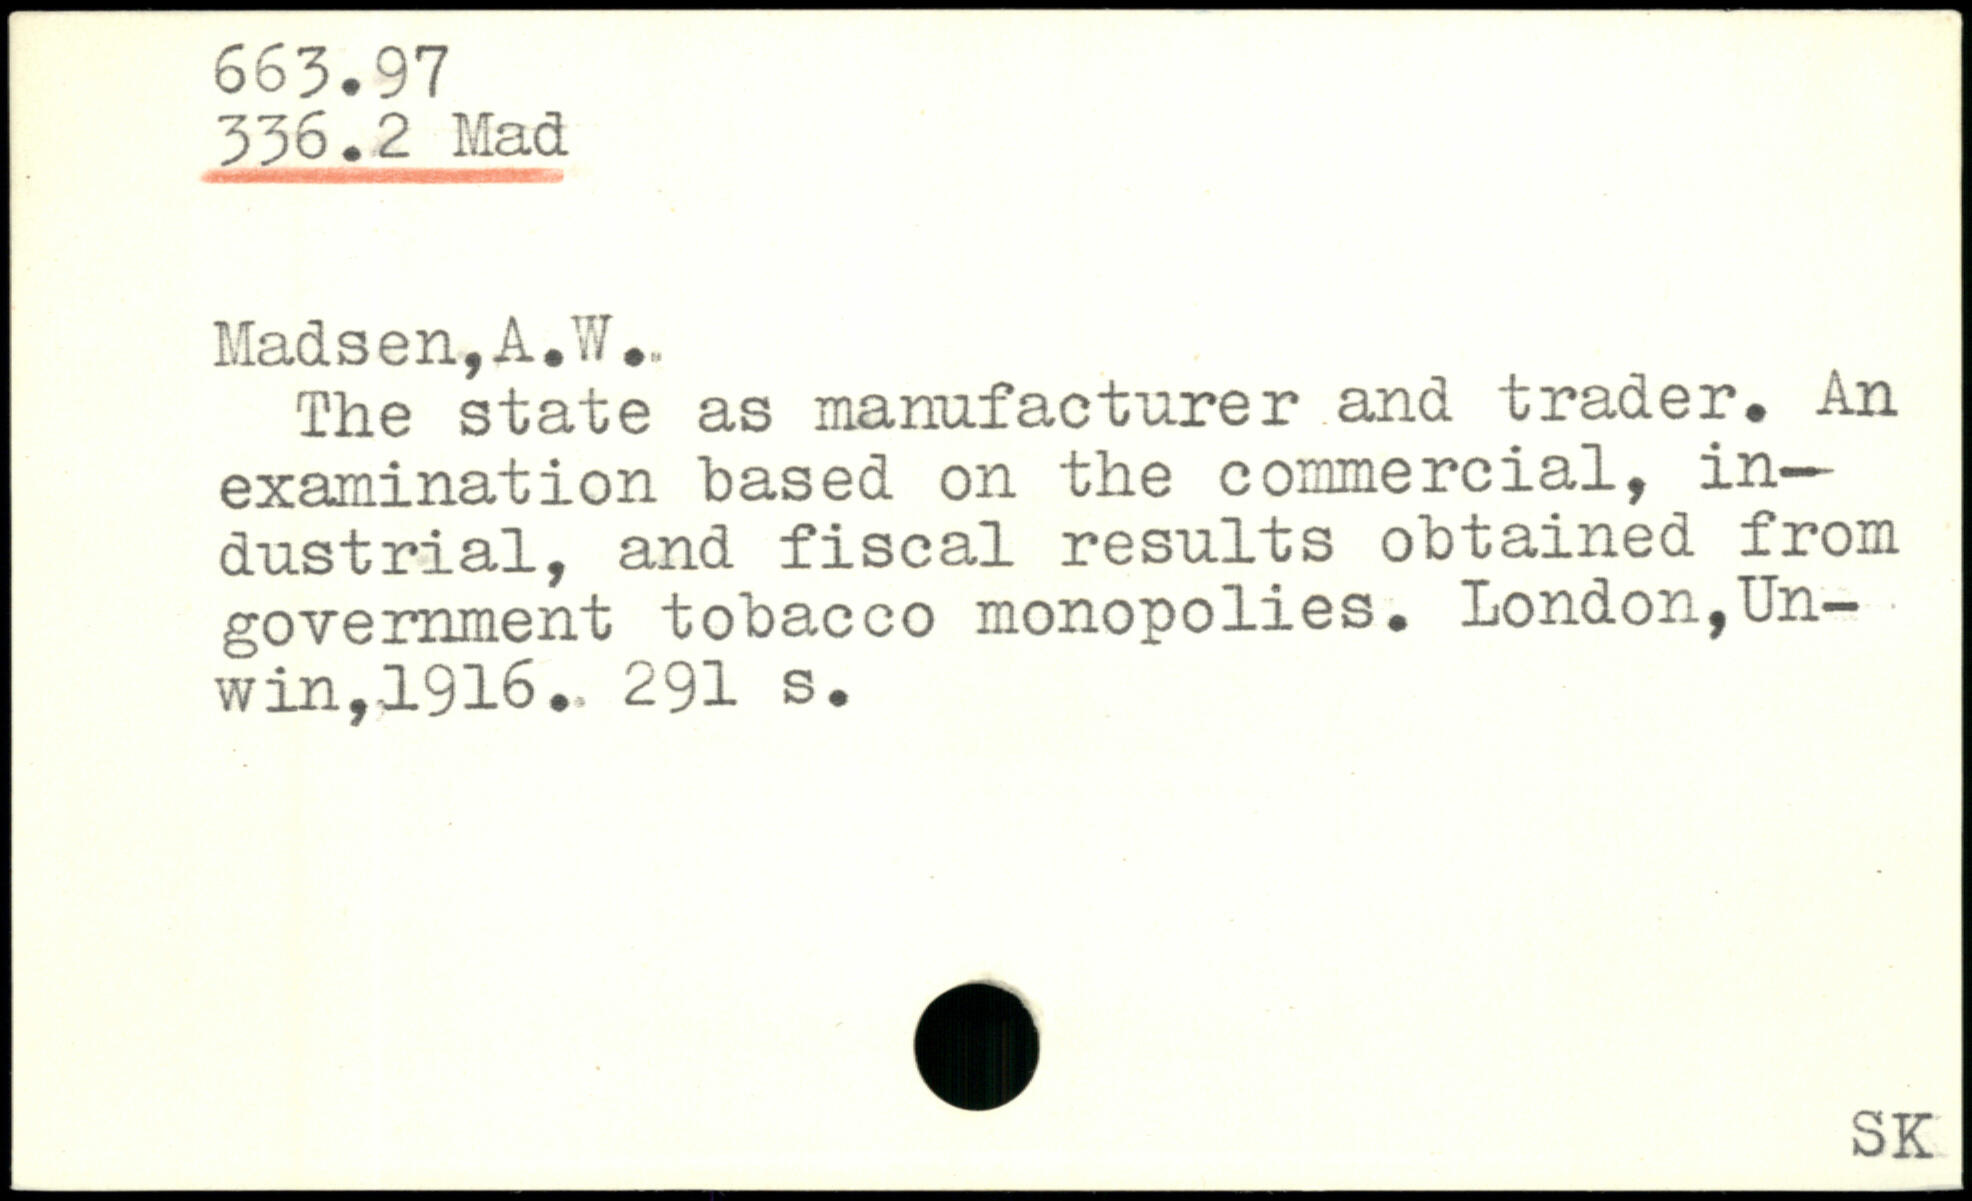 663.97
336.2 Mad
Madsen,A.W..
The state as manufacturer and trader. An
examination based on the commercial, in-
dustrial, and fiscal results obtained from
government tobacco monopolies. London,Un-
win,1916. 291 s.
SK